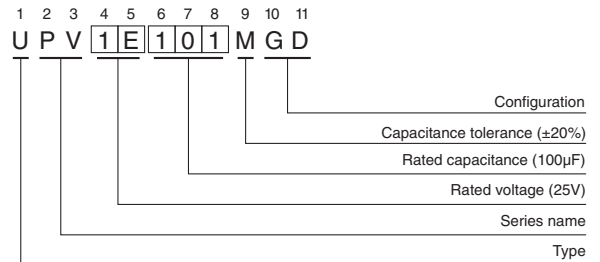 1 2 3 4 5 6 7 8 9 10 11
U P V 1 E 1 0 1 M G D
Configuration
Capacitance tolerance (±20%)
Rated capacitance (100µF)
Rated voltage (25V)
Series name
Type